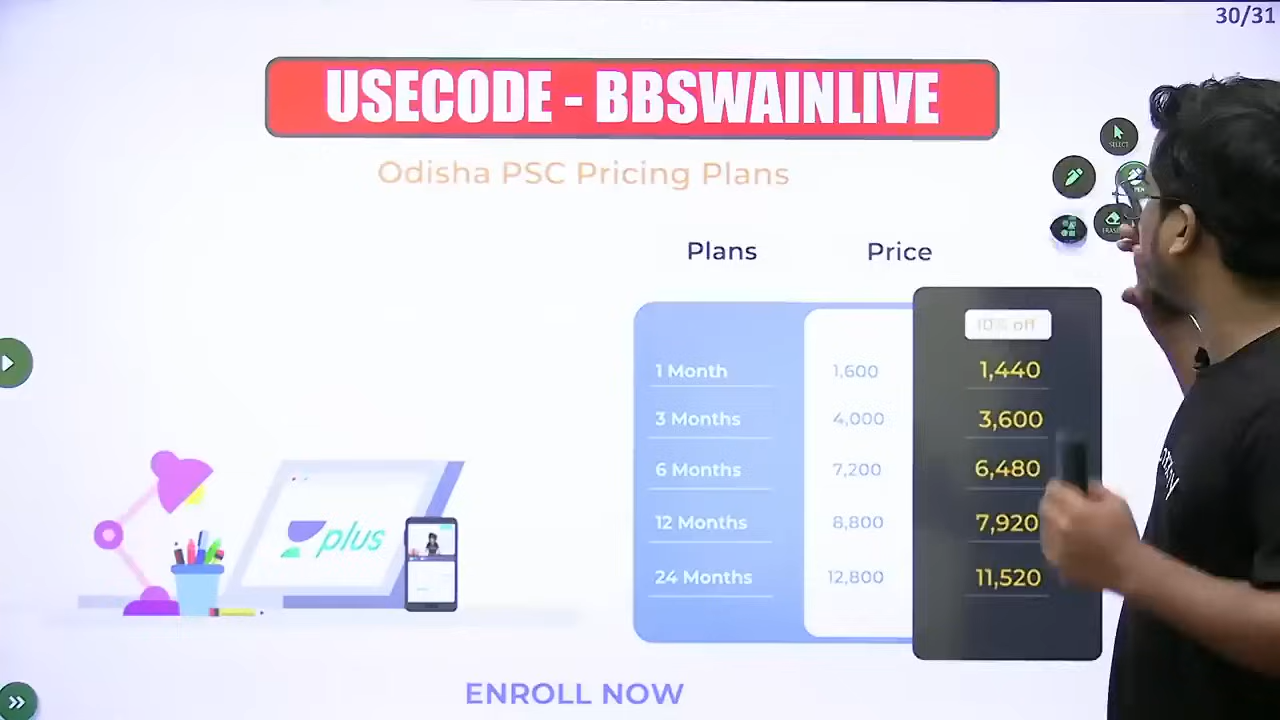 30/31
USECODE - BBSWAINLIVE
Odisha PSC Pricing Plans
SELECT
PEN
Plans Price
10% off
1 Month 1,600 1,440
3 Months 4,000 3,600
6 Months 7,200 6,480
12 Months 8,800 7,920
24 Months 12,800 11,520
plus
ENROLL NOW